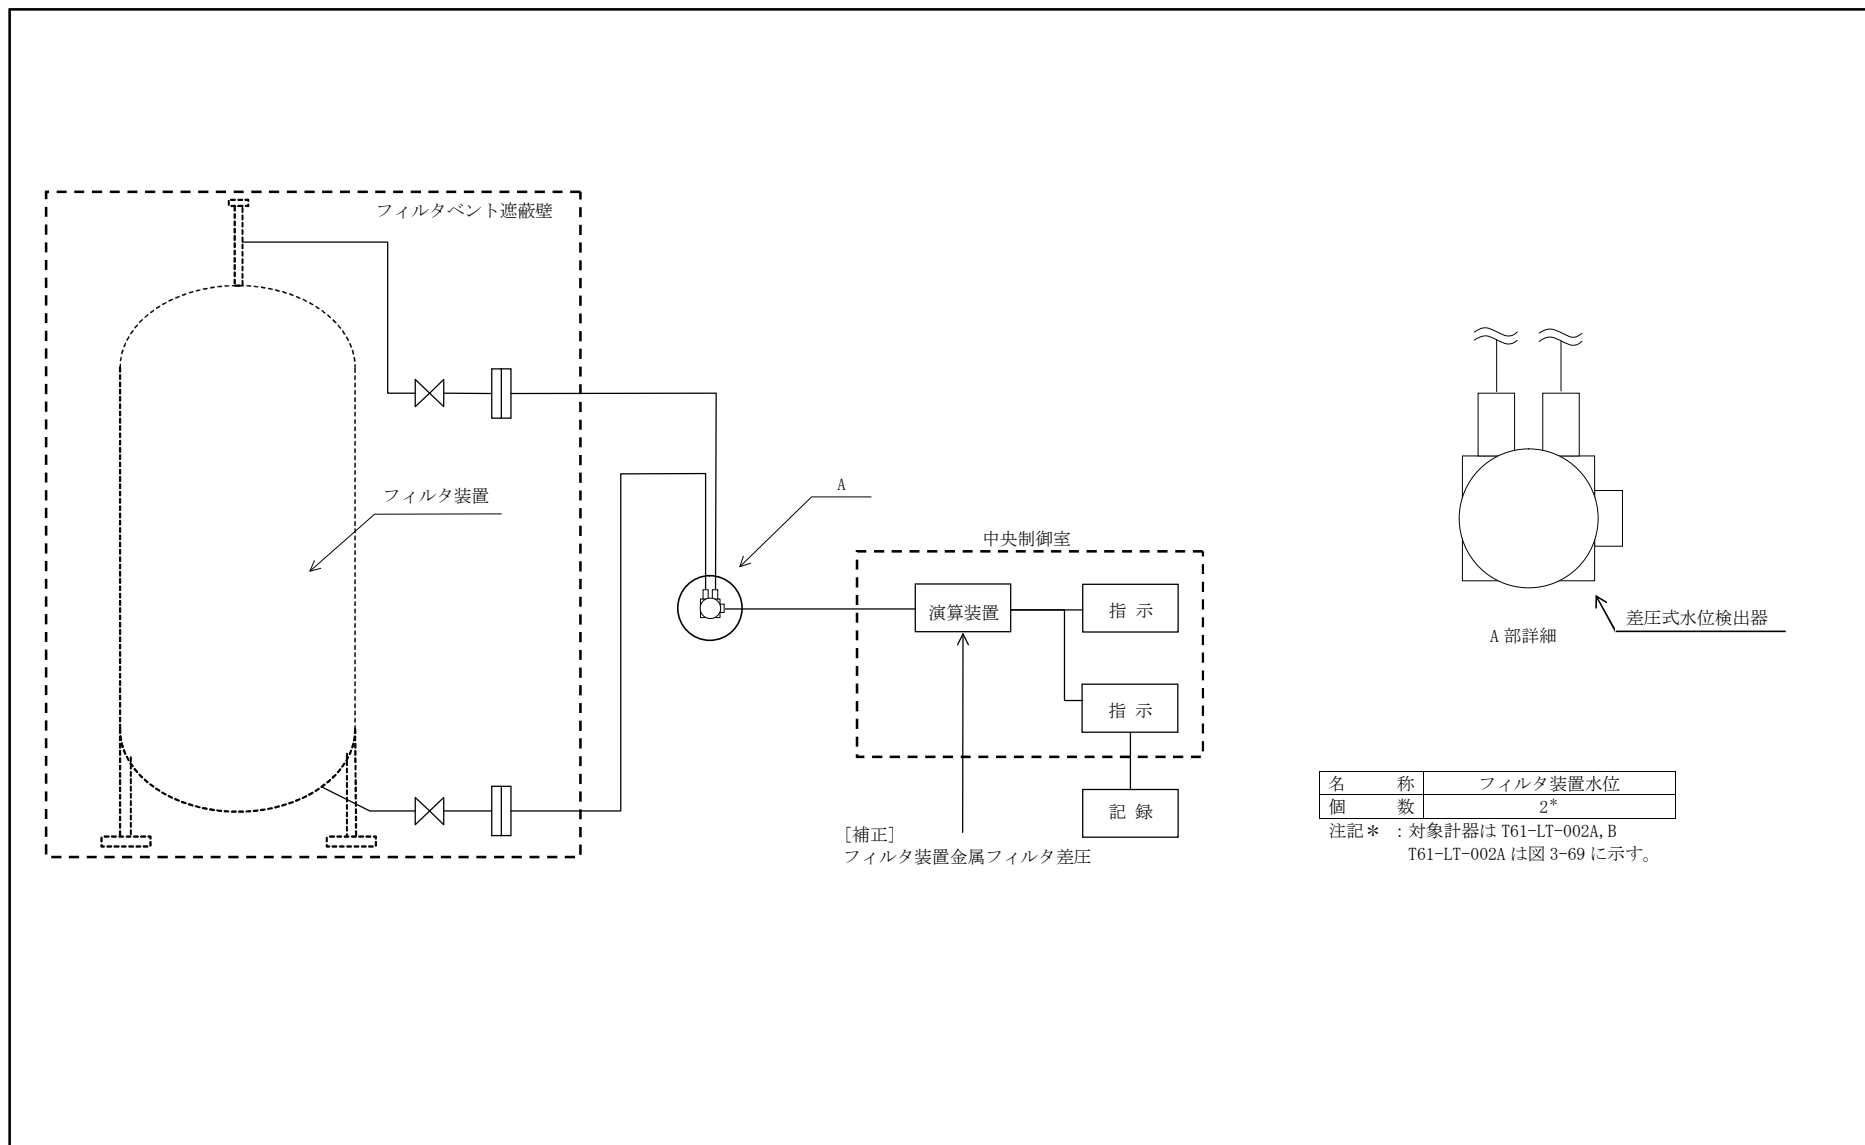 フィルタベント遮蔽壁
フィルタ装置
A
中央制御室
演算装置
指 示
指 示
記 録
[補正]
フィルタ装置金属フィルタ差圧
差圧式水位検出器
A 部詳細
名 称 フィルタ装置水位
個 数 2*
注記＊ : 対象計器は T61-LT-002A,B
T61-LT-002A は図 3-69 に示す。